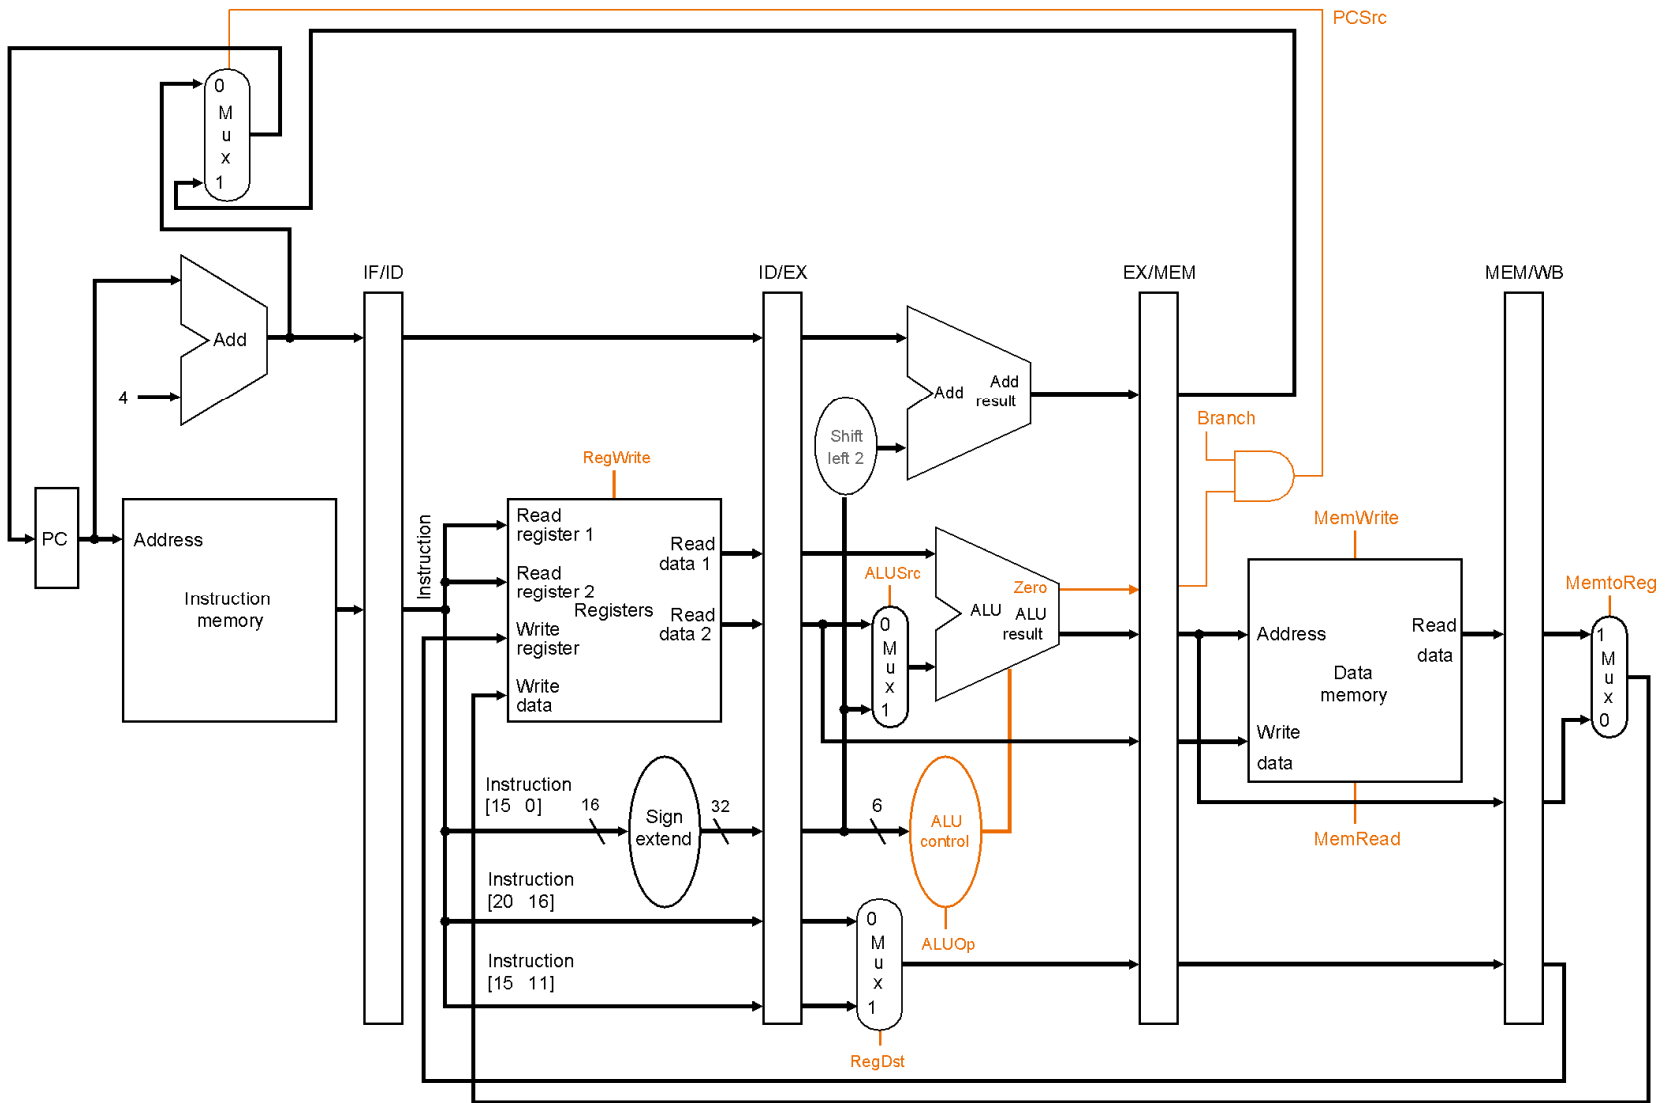 PCSrc
0
M
u
x
1
IF/ID
ID/EX
EX/MEM
MEM/WB
Add
4
Add
Add
result
Shift
left 2
Branch
RegWrite
PC
Address
Instruction
memory
Instruction
Read
register 1
Read
register 2
Registers
Write
register
Write
data
Read
data 1
Read
data 2
ALUSrc
0
M
u
x
1
Zero
ALU
ALU
result
MemWrite
Address
Read
data
Data
memory
Write
data
MemRead
MemtoReg
1
M
u
x
0
Instruction
[15 0]
16
Sign
extend
32
6
ALU
control
ALUOp
Instruction
[20 16]
Instruction
[15 11]
0
M
u
x
1
RegDst